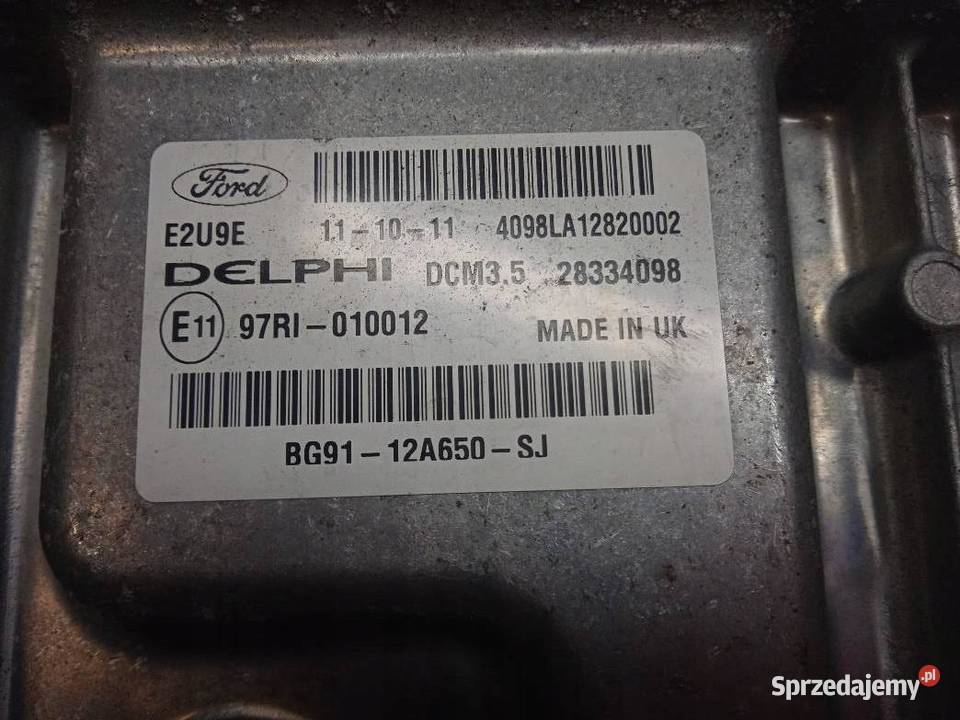 Ford
E2U9E 11-10-11 4098LA12820002
DELPHI DCM3.5 28334098
E11 97RI-010012 MADE IN UK
BG91-12A650-SJ
Sprzedajemy.pl